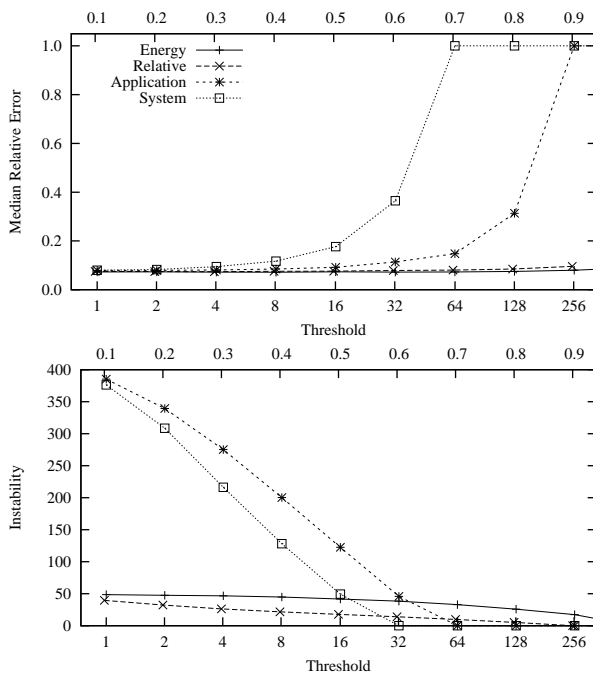 0.1 0.2 0.3 0.4 0.5 0.6 0.7 0.8 0.9
1.0
0.8
0.6
0.4
0.2
0.0
Median Relative Error
Energy
Relative
Application
System
1 2 4 8 16 32 64 128 256
Threshold
0.1 0.2 0.3 0.4 0.5 0.6 0.7 0.8 0.9
400
350
300
250
200
150
100
50
0
Instability
1 2 4 8 16 32 64 128 256
Threshold